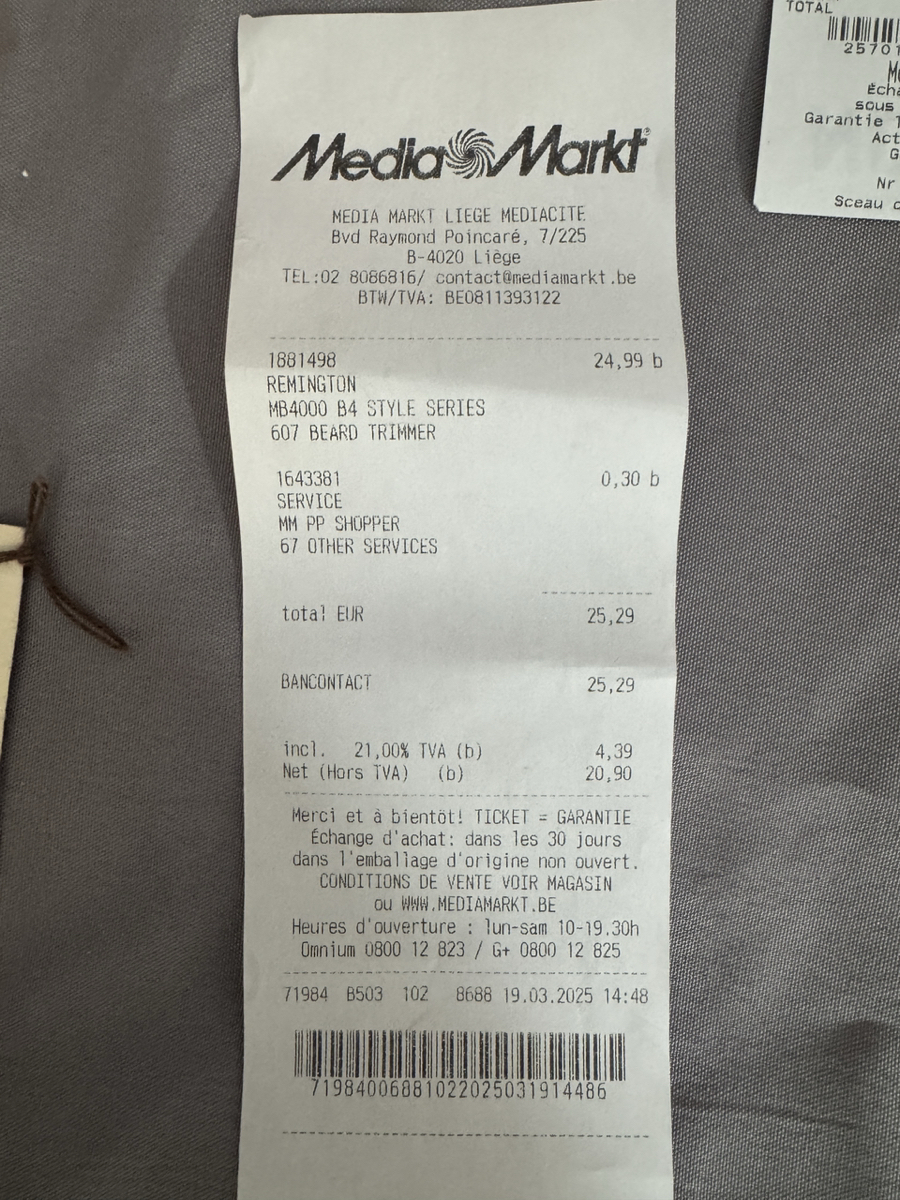 Media Markt®
MEDIA MARKT LIEGE MEDIACITE
Bvd Raymond Poincaré, 7/225
B-4020 Liège
TEL:02 8086816/ contact@mediamarkt.be
BTW/TVA: BE0811393122
1881498 24,99 b
REMINGTON
MB4000 B4 STYLE SERIES
607 BEARD TRIMMER
1643381 0,30 b
SERVICE
MM PP SHOPPER
67 OTHER SERVICES
total EUR 25,29
BANCONTACT 25,29
incl. 21,00% TVA (b) 4,39
Net (Hors TVA) (b) 20,90
Merci et à bientôt! TICKET = GARANTIE
Échange d'achat: dans les 30 jours
dans l'emballage d'origine non ouvert.
CONDITIONS DE VENTE VOIR MAGASIN
ou WWW.MEDIAMARKT.BE
Heures d'ouverture : lun-sam 10-19.30h
Omnium 0800 12 823 / G+ 0800 12 825
71984 B503 102 8688 19.03.2025 14:48
7198400688102202503191448​6
TOTAL
sous
Garantie
Nr
Sceau